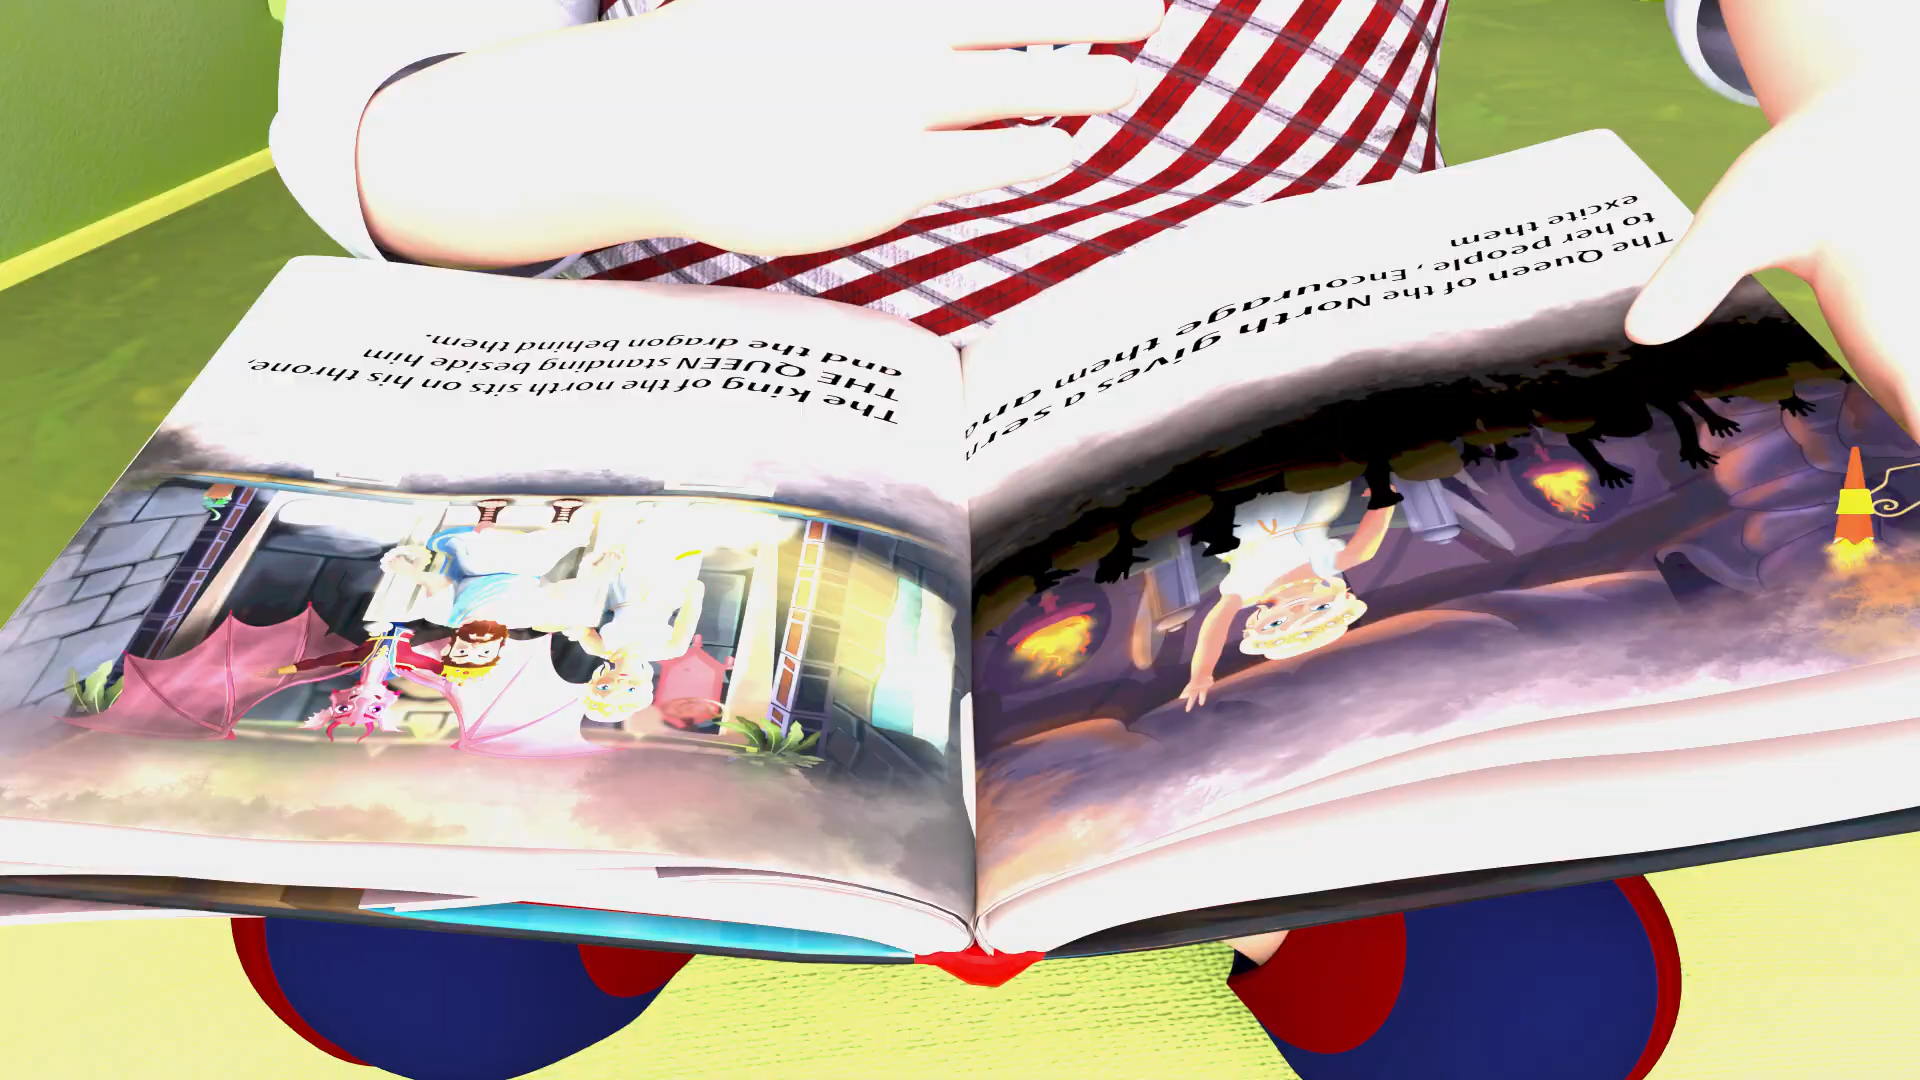 The Queen of the North gives a sern
to her people , Encourage them and
excite them
The king of the north sits on his throne,
THE QUEEN standing beside him
and the dragon behind them.